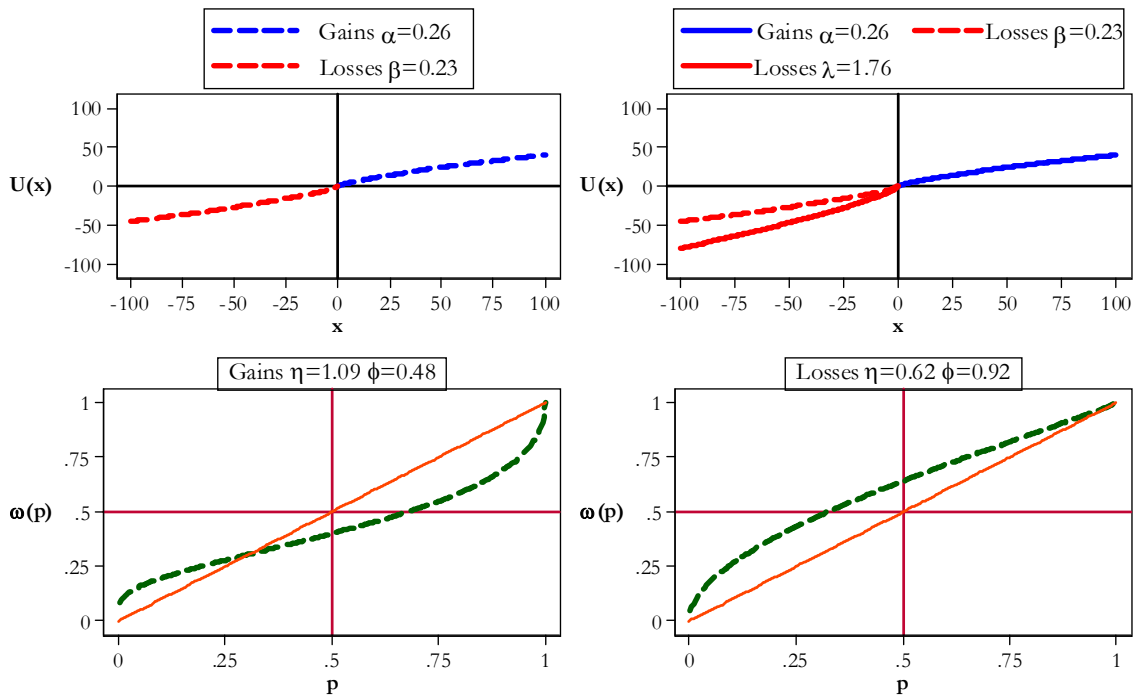 Gains α=0.26
Losses β=0.23
100
50
U(x) 0
-50
-100
-100 -75 -50 -25 0 25 50 75 100
x
Gains α=0.26 Losses β=0.23
Losses λ=1.76
100
50
U(x) 0
-50
-100
-100 -75 -50 -25 0 25 50 75 100
x
Gains η=1.09 ϕ=0.48
1
.75
ω(p) .5
.25
0
0 .25 .5 .75 1
p
Losses η=0.62 ϕ=0.92
1
.75
ω(p) .5
.25
0
0 .25 .5 .75 1
p